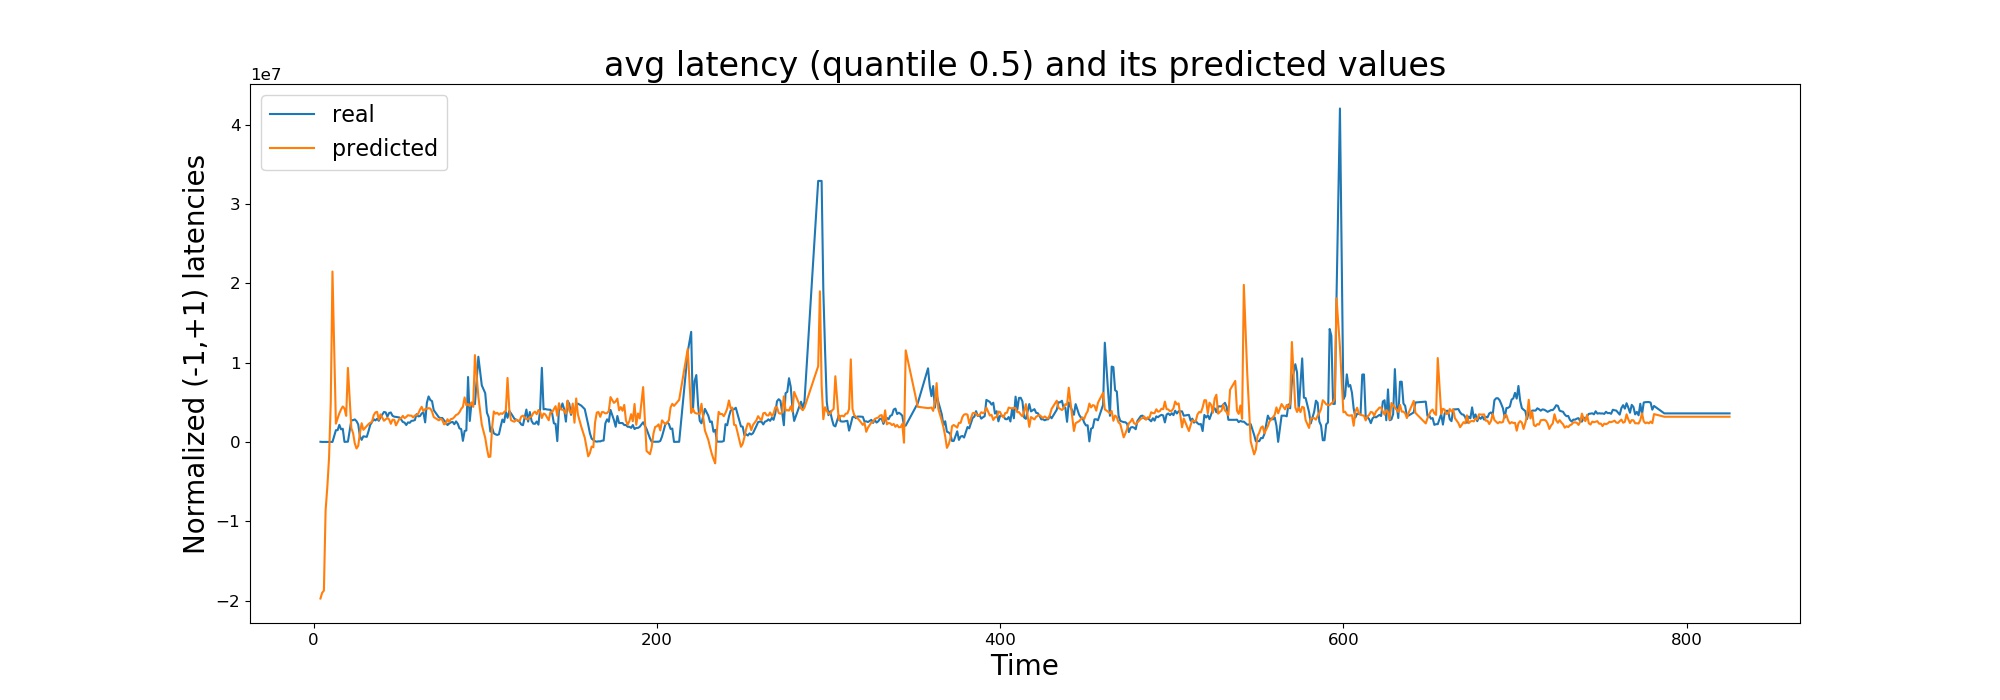 avg latency (quantile 0.5) and its predicted values
1e7
real
predicted
4
3
2
1
0
−1
−2
Normalized (-1,+1) latencies
0 200 400 600 800
Time